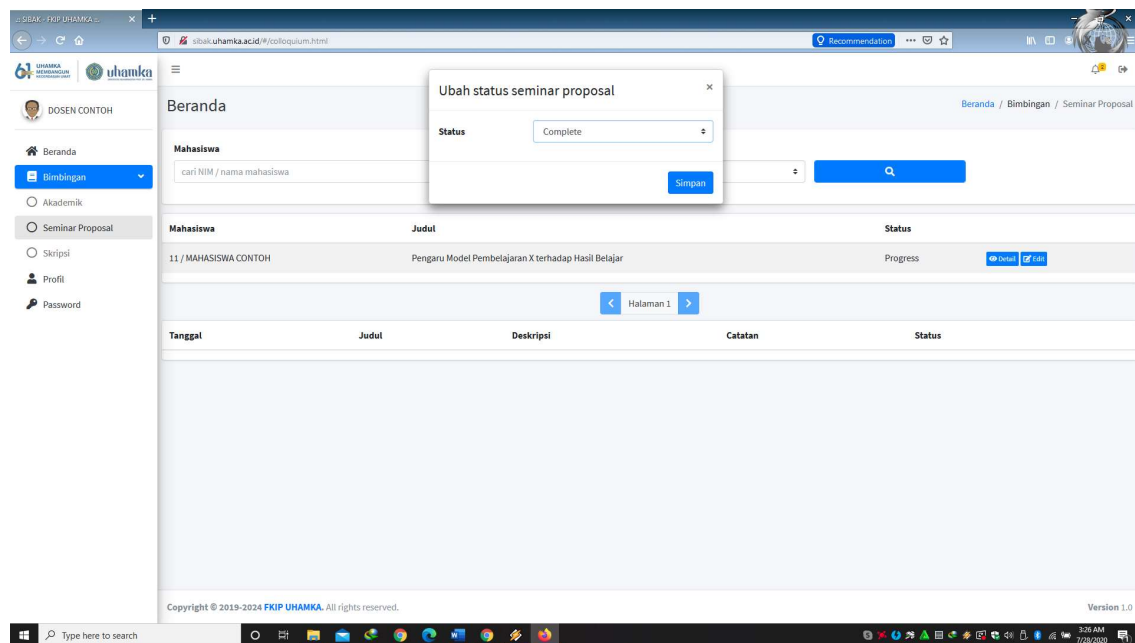 .:: SIBAK - FKIP UHAMKA ::.
sibak.uhamka.ac.id/#/colloquium.html
Recommendation
UHAMKA
MEMBANGUN
uhamka
DOSEN CONTOH
Beranda
Bimbingan
Akademik
Seminar Proposal
Skripsi
Profil
Password
Beranda
Beranda / Bimbingan / Seminar Proposal
Ubah status seminar proposal
×
Status
Complete
Simpan
Mahasiswa
cari NIM / nama mahasiswa
Mahasiswa Judul Status
11 / MAHASISWA CONTOH Pengaru Model Pembelajaran X terhadap Hasil Belajar Progress Detail Edit
Halaman 1
Tanggal Judul Deskripsi Catatan Status
Copyright © 2019-2024 FKIP UHAMKA. All rights reserved.
Version 1.0
Type here to search
3:26 AM
7/28/2020